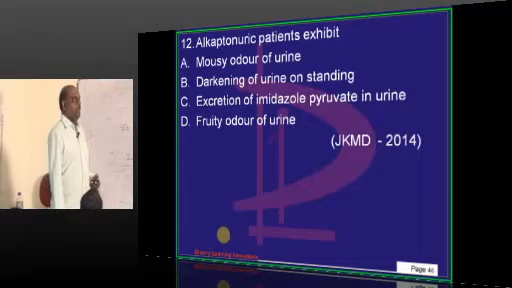 12. Alkaptonuric patients exhibit
A. Mousy odour of urine
B. Darkening of urine on standing
C. Excretion of imidazole pyruvate in urine
D. Fruity odour of urine
(JKMD - 2014)
Page 46